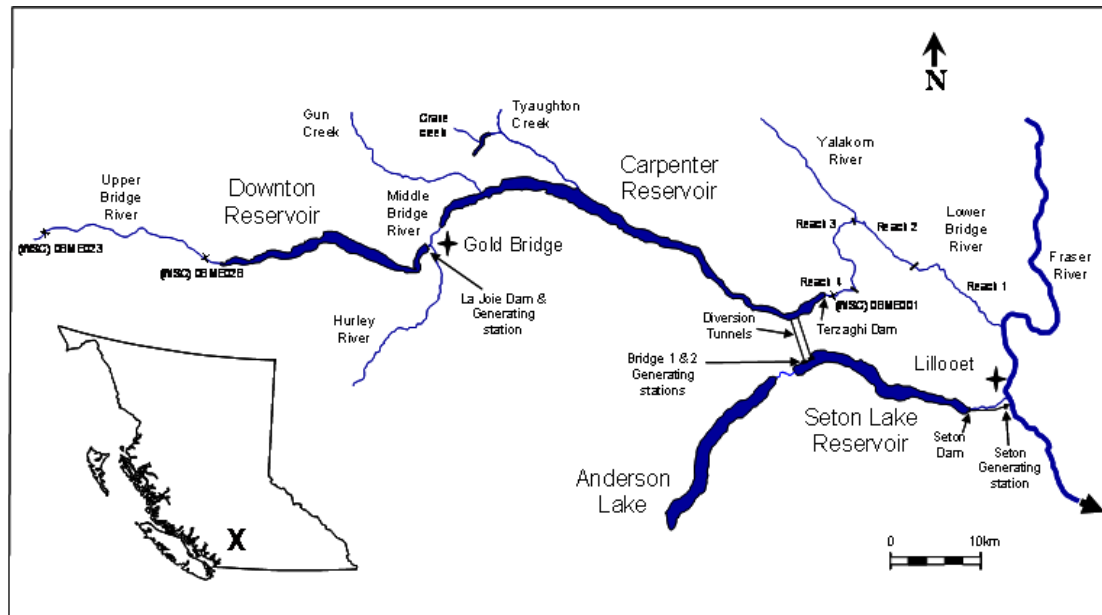 N
Tyaughton
Creek
Gun
Creek
creek
Yalakom
River
Carpenter
Reservoir
Upper
Bridge
River
Downton
Reservoir
Middle
Bridge
River
Reach 3
Reach 2
Lower
Bridge
River
Gold Bridge
Fraser
River
(WSC) 08ME023
(WSC) 08ME028
Reach 4
Reach 1
(WSC) 08ME001
La Joie Dam &
Generating
station
Diversion
Tunnels
Terzaghi Dam
Hurley
River
Bridge 1 & 2
Generating
stations
Lillooet
Seton Lake
Reservoir
Seton
Dam
Seton
Generating
station
Anderson
Lake
X
0
10km